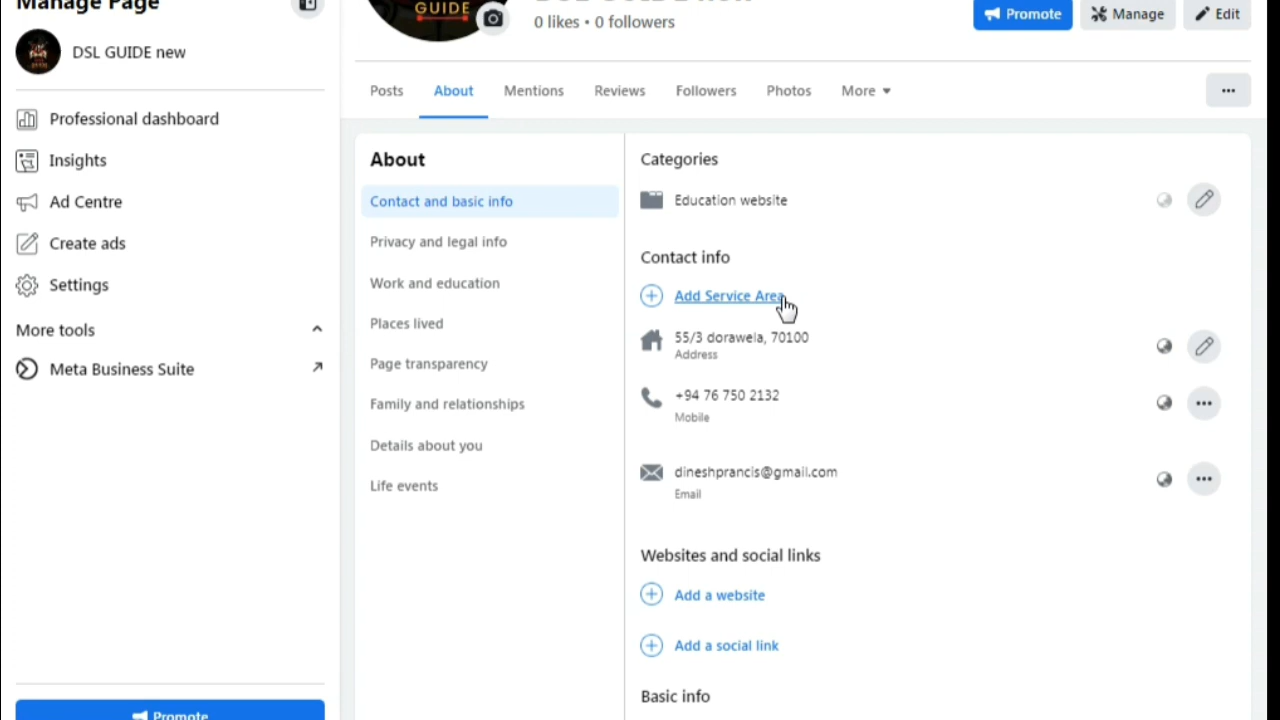 Manage Page
DSL GUIDE new
Professional dashboard
Insights
Ad Centre
Create ads
Settings
More tools
Meta Business Suite
Promote
GUIDE
DSL GUIDE new
0 likes • 0 followers
Promote
Manage
Edit
Posts
About
Mentions
Reviews
Followers
Photos
More
About
Contact and basic info
Privacy and legal info
Work and education
Places lived
Page transparency
Family and relationships
Details about you
Life events
Categories
Education website
Contact info
Add Service Area
55/3 dorawela, 70100
Address
+94 76 750 2132
Mobile
dineshprancis@gmail.com
Email
Websites and social links
Add a website
Add a social link
Basic info